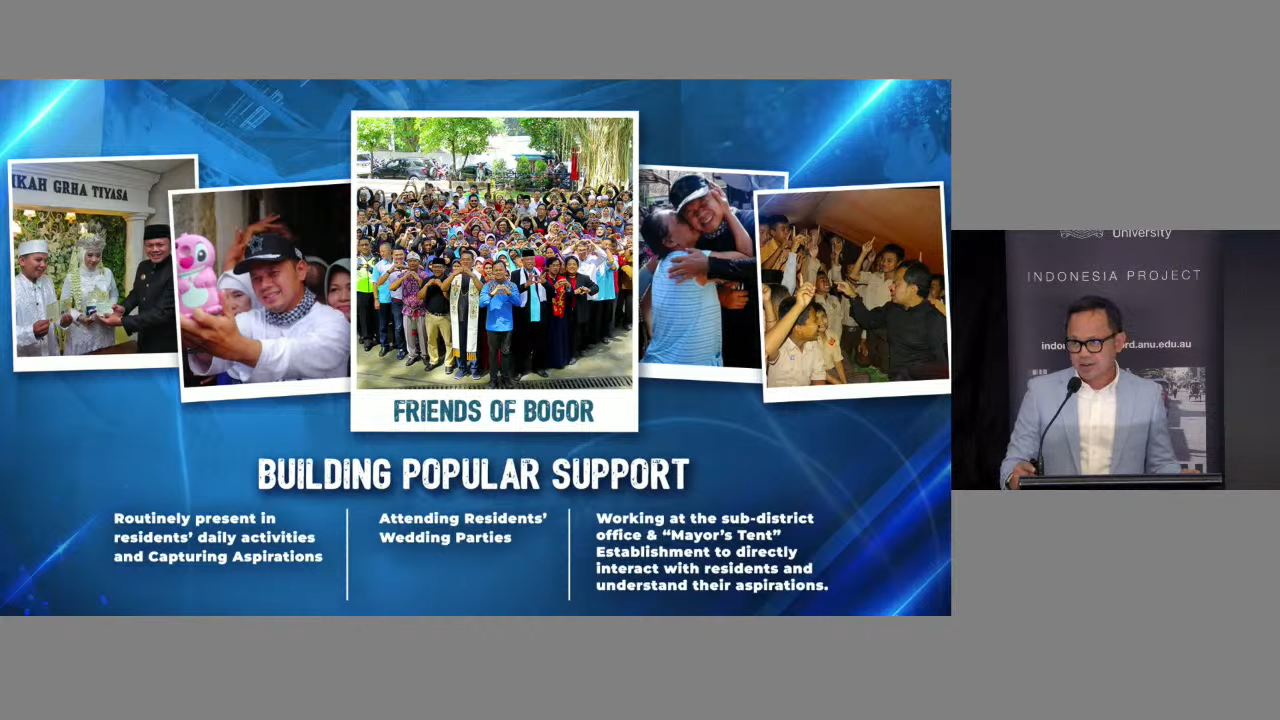 IKAH GRHA TIYASA
FRIENDS OF BOGOR
BUILDING POPULAR SUPPORT
Routinely present in
residents’ daily activities
and Capturing Aspirations
Attending Residents’
Wedding Parties
Working at the sub-district
office & “Mayor’s Tent”
Establishment to directly
interact with residents and
understand their aspirations.
University
INDONESIA PROJECT
rd.anu.edu.au